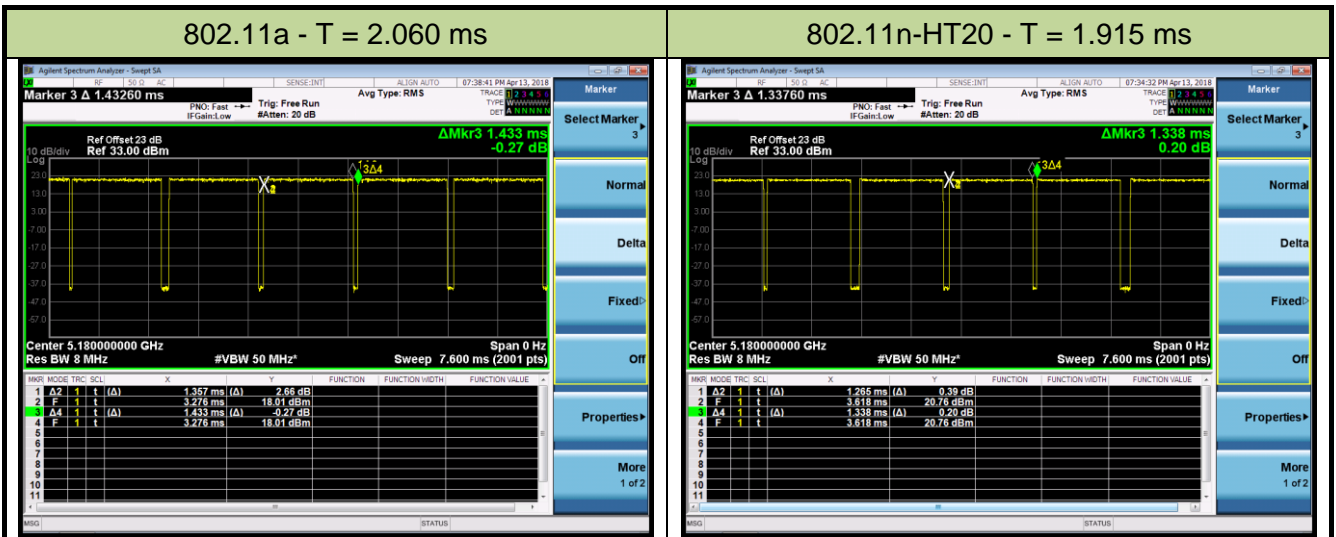 802.11a - T = 2.060 ms
Agilent Spectrum Analyzer - Swept SA
RF 50 Ω AC SENSE:INT ALIGN AUTO 07:38:41 PM Apr 13, 2018
Marker 3 Δ 1.43260 ms
PNO: Fast
IFGain:Low
Trig: Free Run
#Atten: 20 dB
Avg Type: RMS
TRACE 1 2 3 4 5 6
TYPE WWWWWW
DET A N N N N N
Ref Offset 23 dB
10 dB/div Ref 33.00 dBm
ΔMkr3 1.433 ms
-0.27 dB
Log
23.0
13.0
3.00
-7.00
-17.0
-27.0
-37.0
-47.0
-57.0
3Δ4
Center 5.180000000 GHz Span 0 Hz
Res BW 8 MHz #VBW 50 MHz* Sweep 7.600 ms (2001 pts)
MKR MODE TRC SCL X Y FUNCTION FUNCTION WIDTH FUNCTION VALUE
1 Δ2 1 t (Δ) 1.357 ms (Δ) 2.66 dB
2 F 1 t 3.276 ms 18.01 dBm
3 Δ4 1 t (Δ) 1.433 ms (Δ) -0.27 dB
4 F 1 t 3.276 ms 18.01 dBm
5
6
7
8
9
10
11
MSG STATUS
Marker
Select Marker
3
Normal
Delta
Fixed
Off
Properties
More
1 of 2
802.11n-HT20 - T = 1.915 ms
Agilent Spectrum Analyzer - Swept SA
RF 50 Ω AC SENSE:INT ALIGN AUTO 07:34:32 PM Apr 13, 2018
Marker 3 Δ 1.33760 ms
PNO: Fast
IFGain:Low
Trig: Free Run
#Atten: 20 dB
Avg Type: RMS
TRACE 1 2 3 4 5 6
TYPE WWWWWW
DET A N N N N N
Ref Offset 23 dB
10 dB/div Ref 33.00 dBm
ΔMkr3 1.338 ms
0.20 dB
Log
23.0
13.0
3.00
-7.00
-17.0
-27.0
-37.0
-47.0
-57.0
3Δ4
Center 5.180000000 GHz Span 0 Hz
Res BW 8 MHz #VBW 50 MHz* Sweep 7.600 ms (2001 pts)
MKR MODE TRC SCL X Y FUNCTION FUNCTION WIDTH FUNCTION VALUE
1 Δ2 1 t (Δ) 1.265 ms (Δ) 0.39 dB
2 F 1 t 3.618 ms 20.76 dBm
3 Δ4 1 t (Δ) 1.338 ms (Δ) 0.20 dB
4 F 1 t 3.618 ms 20.76 dBm
5
6
7
8
9
10
11
MSG STATUS
Marker
Select Marker
3
Normal
Delta
Fixed
Off
Properties
More
1 of 2